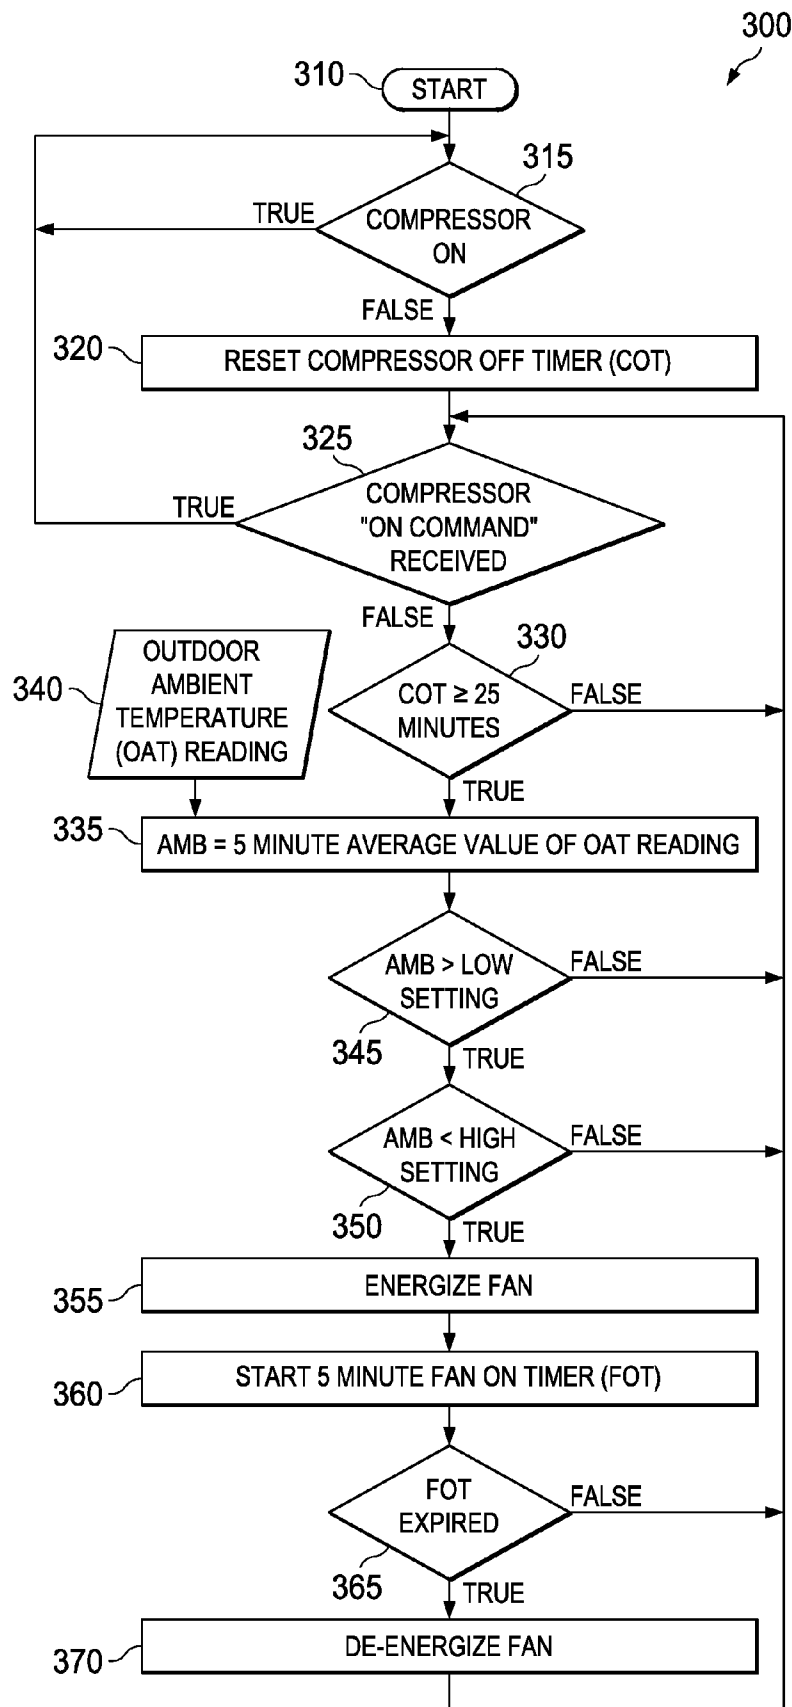 300
310
START
315
TRUE
COMPRESSOR
ON
FALSE
320
RESET COMPRESSOR OFF TIMER (COT)
325
TRUE
COMPRESSOR
"ON COMMAND"
RECEIVED
FALSE
330
340
OUTDOOR
AMBIENT
TEMPERATURE
(OAT) READING
COT ≥ 25
MINUTES
FALSE
TRUE
335
AMB = 5 MINUTE AVERAGE VALUE OF OAT READING
AMB > LOW
SETTING
FALSE
345
TRUE
AMB < HIGH
SETTING
FALSE
350
TRUE
355
ENERGIZE FAN
360
START 5 MINUTE FAN ON TIMER (FOT)
FOT
EXPIRED
FALSE
365
TRUE
370
DE-ENERGIZE FAN